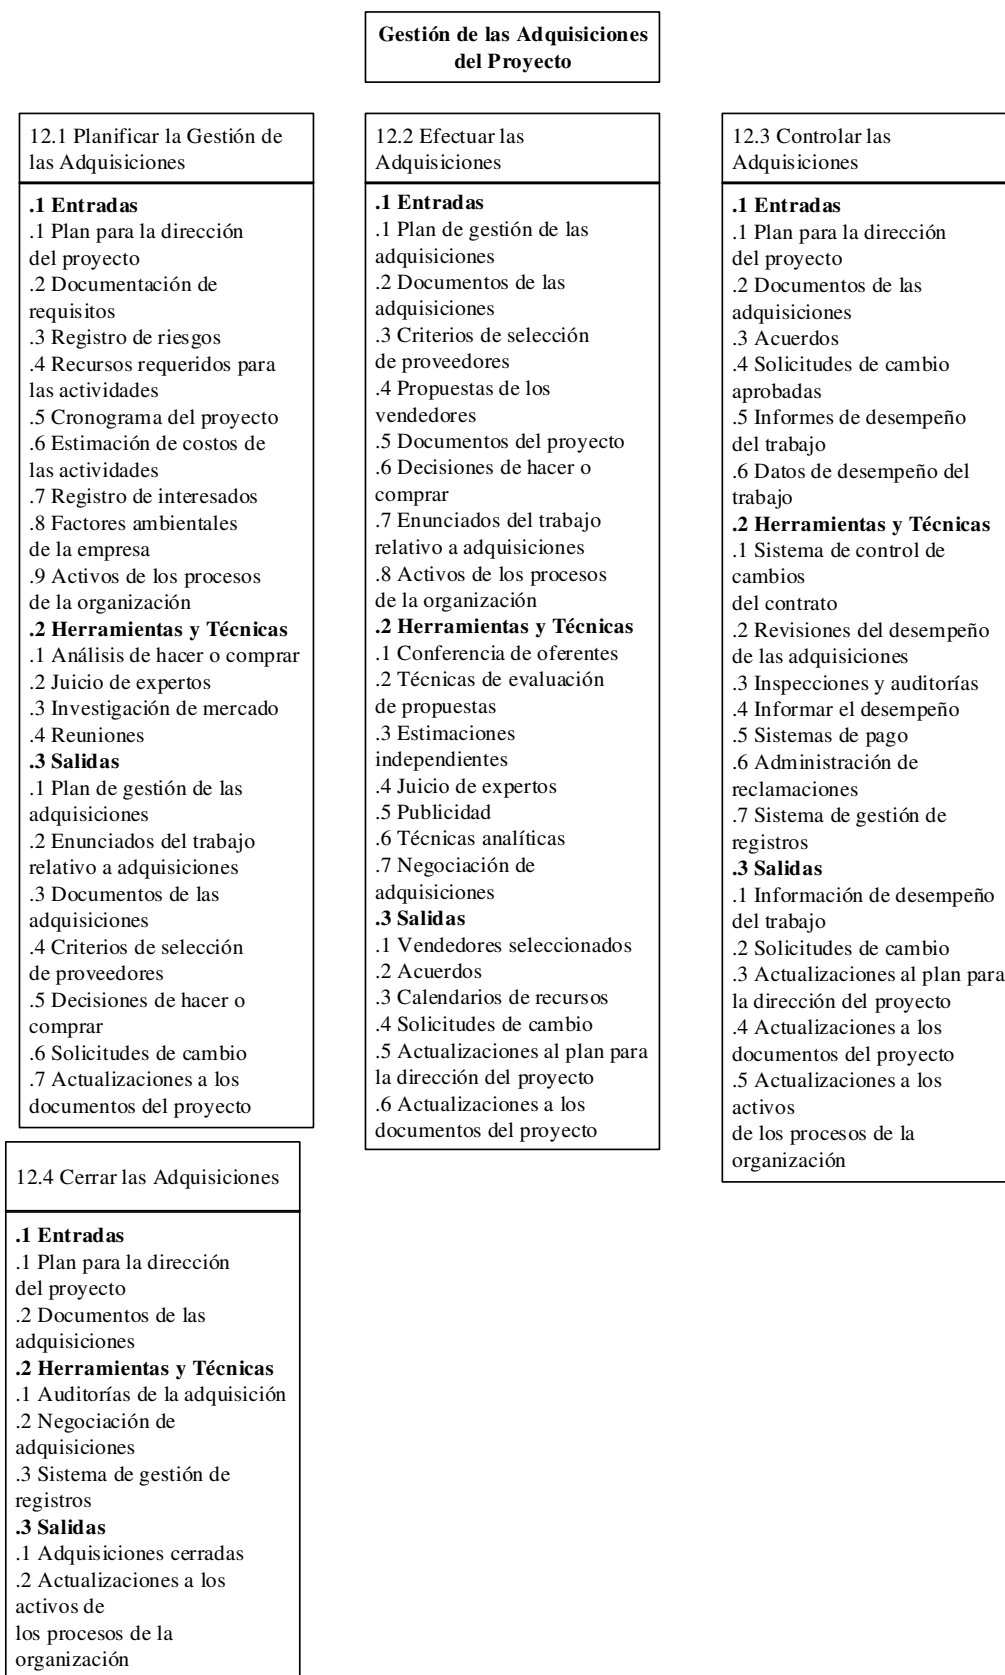 Gestión de las Adquisiciones
del Proyecto
12.1 Planificar la Gestión de
las Adquisiciones
.1 Entradas
.1 Plan para la dirección
del proyecto
.2 Documentación de
requisitos
.3 Registro de riesgos
.4 Recursos requeridos para
las actividades
.5 Cronograma del proyecto
.6 Estimación de costos de
las actividades
.7 Registro de interesados
.8 Factores ambientales
de la empresa
.9 Activos de los procesos
de la organización
.2 Herramientas y Técnicas
.1 Análisis de hacer o comprar
.2 Juicio de expertos
.3 Investigación de mercado
.4 Reuniones
.3 Salidas
.1 Plan de gestión de las
adquisiciones
.2 Enunciados del trabajo
relativo a adquisiciones
.3 Documentos de las
adquisiciones
.4 Criterios de selección
de proveedores
.5 Decisiones de hacer o
comprar
.6 Solicitudes de cambio
.7 Actualizaciones a los
documentos del proyecto
12.2 Efectuar las
Adquisiciones
.1 Entradas
.1 Plan de gestión de las
adquisiciones
.2 Documentos de las
adquisiciones
.3 Criterios de selección
de proveedores
.4 Propuestas de los
vendedores
.5 Documentos del proyecto
.6 Decisiones de hacer o
comprar
.7 Enunciados del trabajo
relativo a adquisiciones
.8 Activos de los procesos
de la organización
.2 Herramientas y Técnicas
.1 Conferencia de oferentes
.2 Técnicas de evaluación
de propuestas
.3 Estimaciones
independientes
.4 Juicio de expertos
.5 Publicidad
.6 Técnicas analíticas
.7 Negociación de
adquisiciones
.3 Salidas
.1 Vendedores seleccionados
.2 Acuerdos
.3 Calendarios de recursos
.4 Solicitudes de cambio
.5 Actualizaciones al plan para
la dirección del proyecto
.6 Actualizaciones a los
documentos del proyecto
12.3 Controlar las
Adquisiciones
.1 Entradas
.1 Plan para la dirección
del proyecto
.2 Documentos de las
adquisiciones
.3 Acuerdos
.4 Solicitudes de cambio
aprobadas
.5 Informes de desempeño
del trabajo
.6 Datos de desempeño del
trabajo
.2 Herramientas y Técnicas
.1 Sistema de control de
cambios
del contrato
.2 Revisiones del desempeño
de las adquisiciones
.3 Inspecciones y auditorías
.4 Informar el desempeño
.5 Sistemas de pago
.6 Administración de
reclamaciones
.7 Sistema de gestión de
registros
.3 Salidas
.1 Información de desempeño
del trabajo
.2 Solicitudes de cambio
.3 Actualizaciones al plan para
la dirección del proyecto
.4 Actualizaciones a los
documentos del proyecto
.5 Actualizaciones a los
activos
de los procesos de la
organización
12.4 Cerrar las Adquisiciones
.1 Entradas
.1 Plan para la dirección
del proyecto
.2 Documentos de las
adquisiciones
.2 Herramientas y Técnicas
.1 Auditorías de la adquisición
.2 Negociación de
adquisiciones
.3 Sistema de gestión de
registros
.3 Salidas
.1 Adquisiciones cerradas
.2 Actualizaciones a los
activos de
los procesos de la
organización